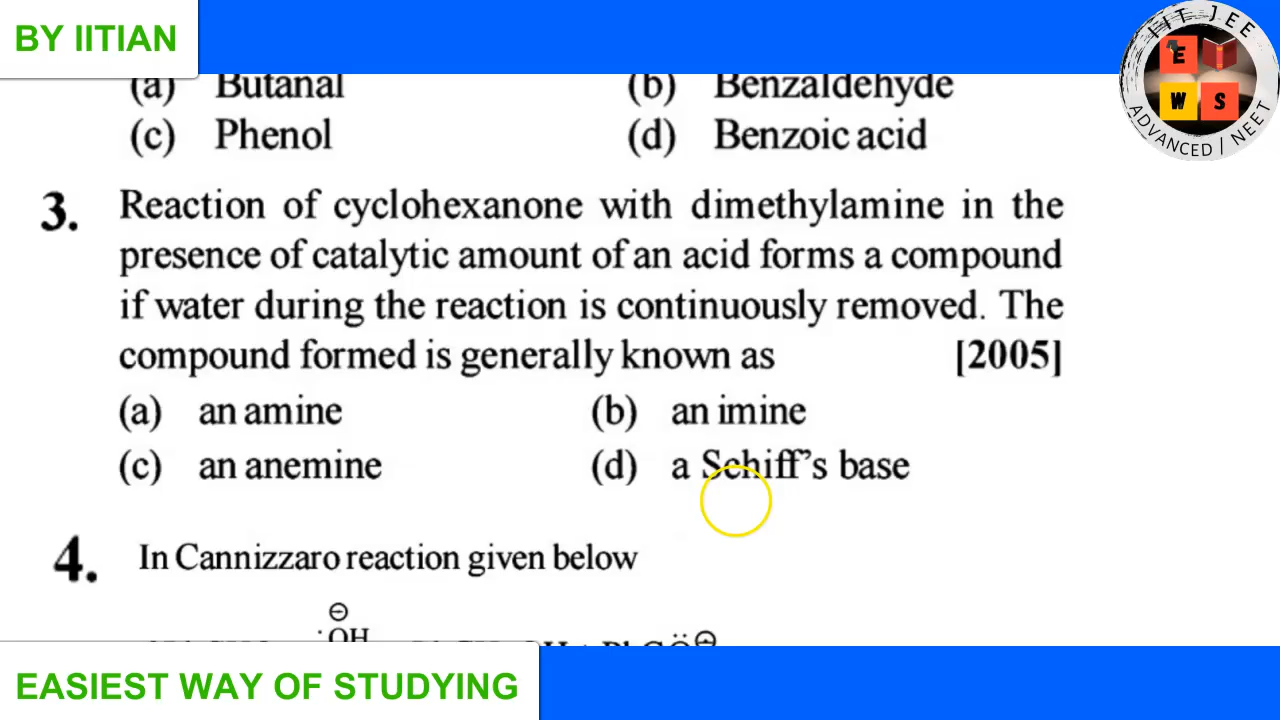 BY IITIAN
IIT JEE
E
W S
ADVANCED | NEET
(a) Butanal (b) Benzaldehyde
(c) Phenol (d) Benzoic acid
3. Reaction of cyclohexanone with dimethylamine in the
presence of catalytic amount of an acid forms a compound
if water during the reaction is continuously removed. The
compound formed is generally known as [2005]
(a) an amine (b) an imine
(c) an anemine (d) a Schiff's base
4. In Cannizzaro reaction given below
⊖
:OH
EASIEST WAY OF STUDYING